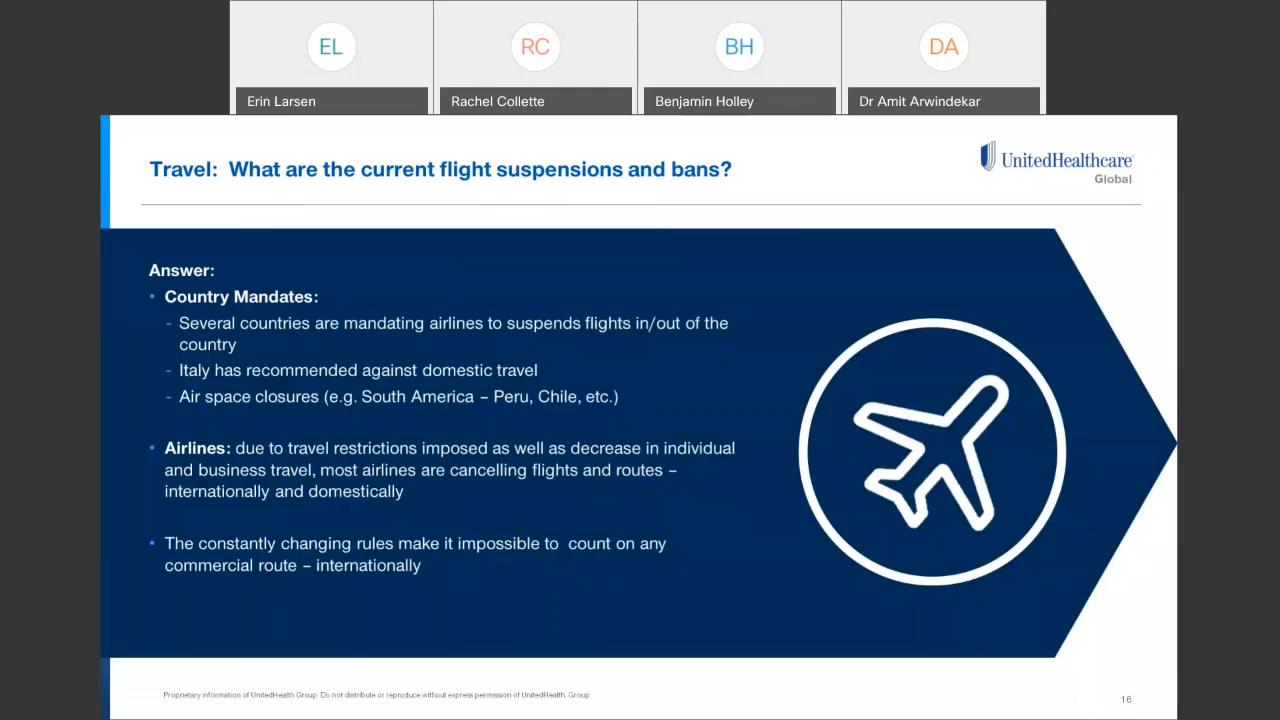 EL
RC
BH
DA
Erin Larsen
Rachel Collette
Benjamin Holley
Dr Amit Arwindekar
Travel:  What are the current flight suspensions and bans?
UnitedHealthcare
Global
Answer:
• Country Mandates:
- Several countries are mandating airlines to suspends flights in/out of the
country
- Italy has recommended against domestic travel
- Air space closures (e.g. South America – Peru, Chile, etc.)
• Airlines: due to travel restrictions imposed as well as decrease in individual
and business travel, most airlines are cancelling flights and routes –
internationally and domestically
• The constantly changing rules make it impossible to  count on any
commercial route – internationally
Proprietary information of UnitedHealth Group. Do not distribute or reproduce without express permission of UnitedHealth Group.
16